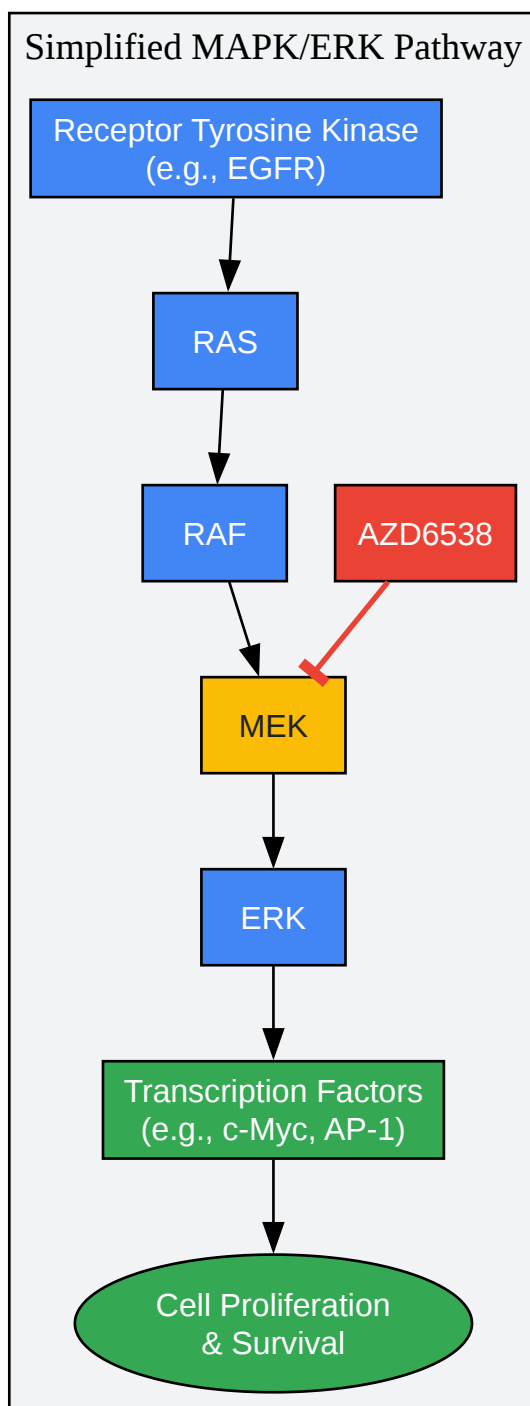 Simplified MAPK/ERK Pathway
Receptor Tyrosine Kinase
(e.g., EGFR)
RAS
RAF
AZD6538
MEK
ERK
Transcription Factors
(e.g., c-Myc, AP-1)
Cell Proliferation
& Survival